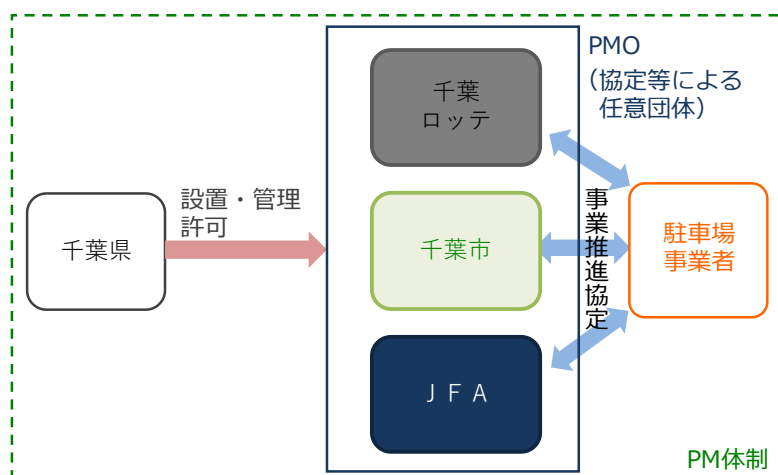 千葉県
設置・管理
許可
千葉
ロッテ
千葉市
ＪＦＡ
PMO
（協定等による
任意団体）
事業推進協定
駐車場
事業者
PM体制